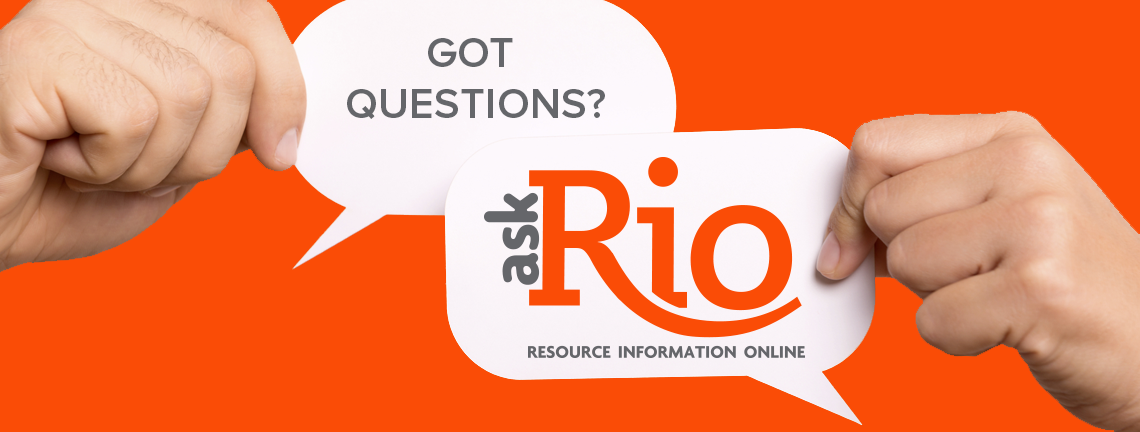 GOT
QUESTIONS?
ask Rio
RESOURCE INFORMATION ONLINE